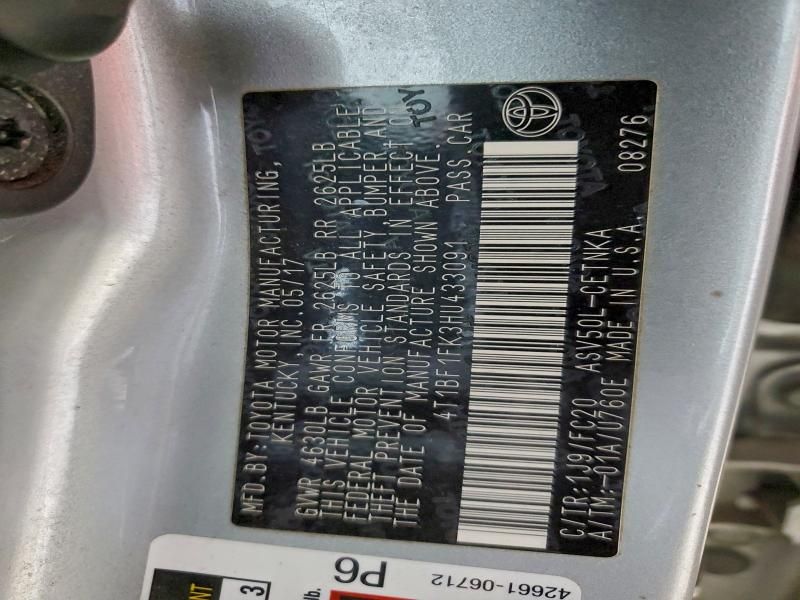 MFD.BY:TOYOTA MOTOR MANUFACTURING,
KENTUCKY, INC.05/17
GVWR 4630LB GAWR FR 2625LB RR 2625LB
THIS VEHICLE CONFORMS TO ALL APPLICABLE
FEDERAL MOTOR VEHICLE SAFETY, BUMPER, AND
THEFT PREVENTION STANDARDS IN EFFECT ON
THE DATE OF MANUFACTURE SHOWN ABOVE.
4T1BF1FK3HU433091 PASS.CAR
C/TR:1J9/FC20 ASV50L-CETNKA
A/TM:-01A/U760E MADE IN U.S.A. 08276
TOY
P6
42661-06712
lb.
3